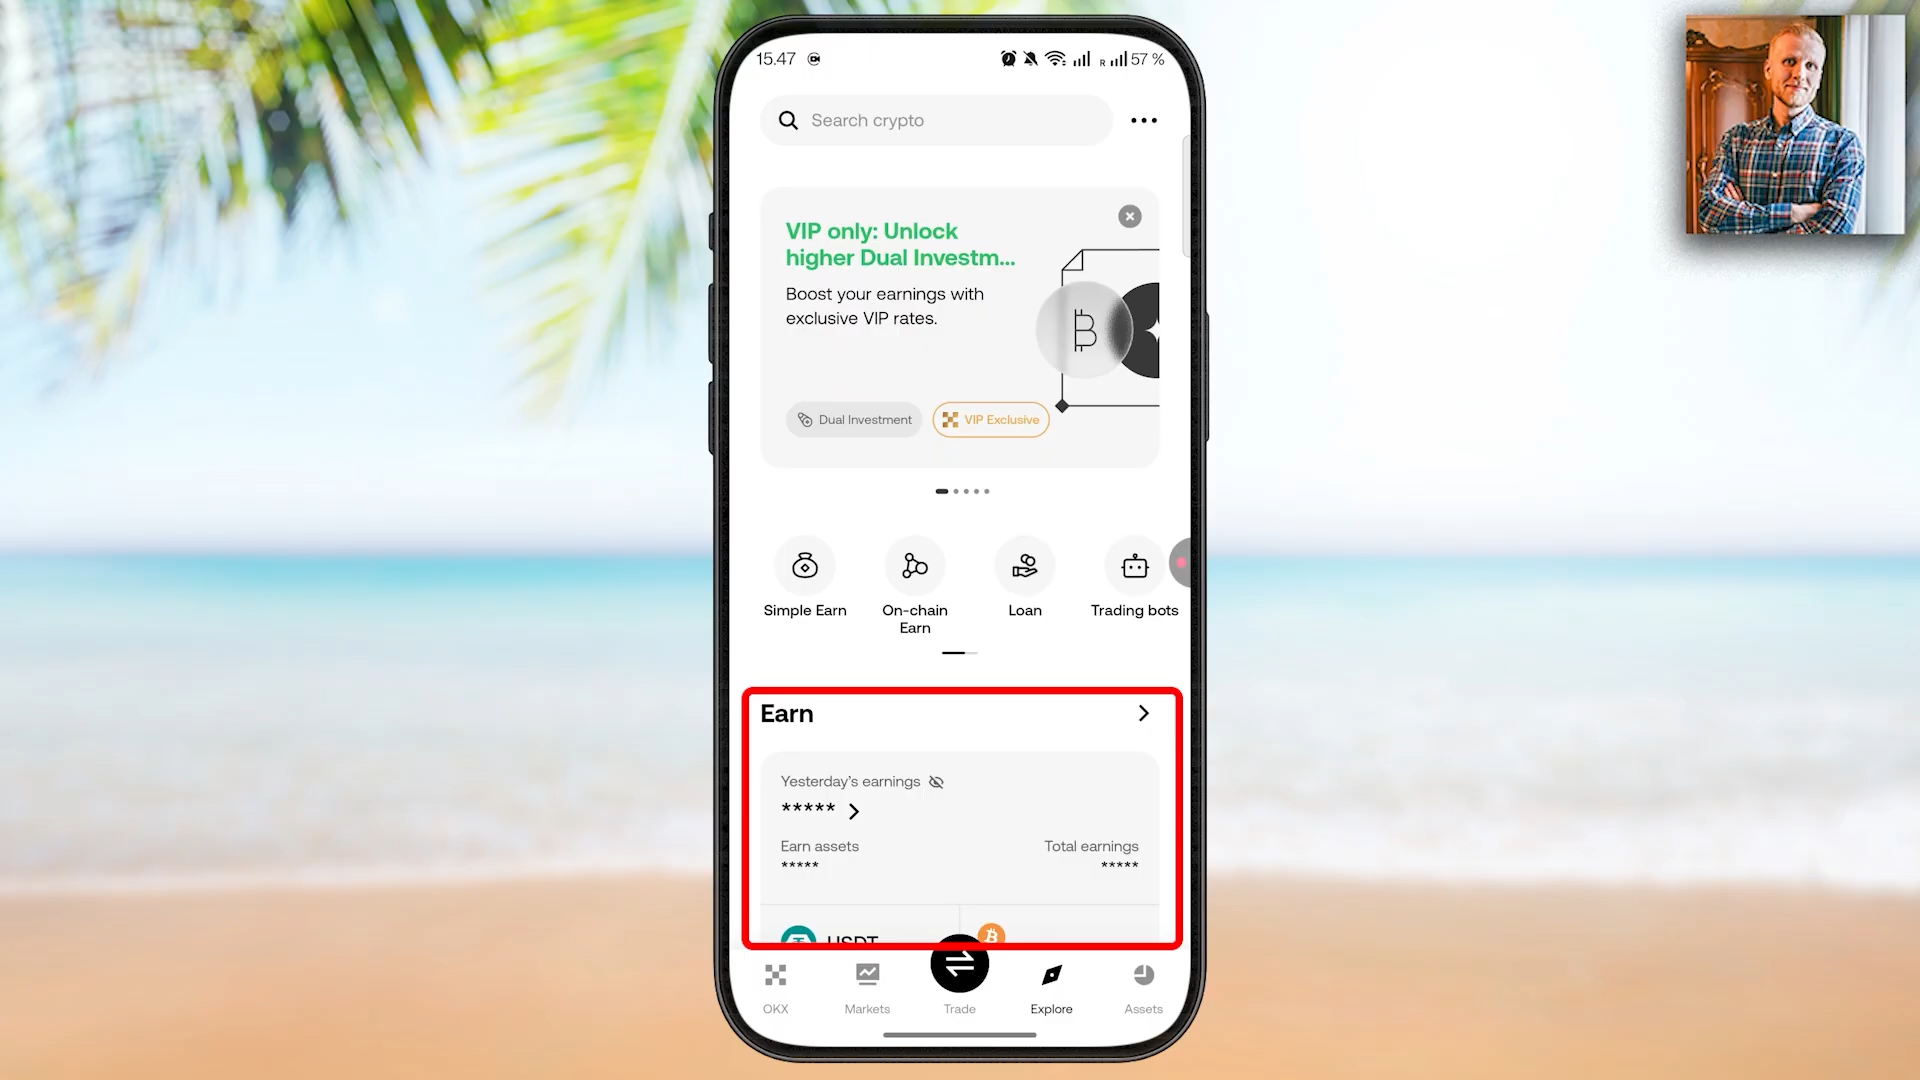 15.47
R
57 %
Search crypto
VIP only: Unlock
higher Dual Investm...
Boost your earnings with
exclusive VIP rates.
Dual Investment
VIP Exclusive
Simple Earn
On-chain
Earn
Loan
Trading bots
Earn
Yesterday's earnings
*****
Earn assets
Total earnings
*****
*****
USDT
OKX
Markets
Trade
Explore
Assets